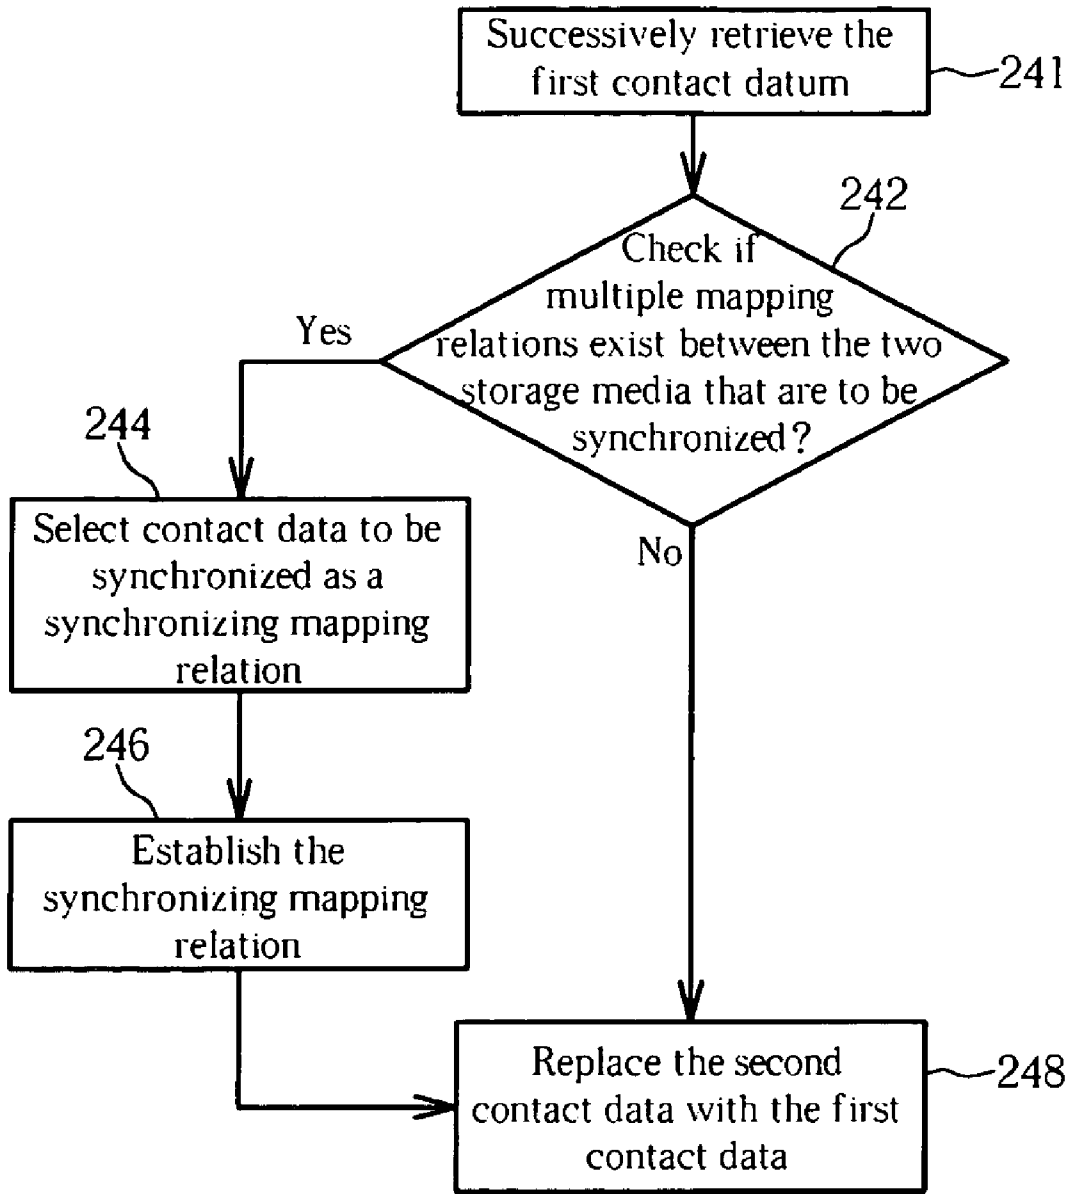 Successively retrieve the
first contact datum
241
242
Check if
multiple mapping
relations exist between the two
storage media that are to be
synchronized?
Yes
No
244
Select contact data to be
synchronized as a
synchronizing mapping
relation
246
Establish the
synchronizing mapping
relation
Replace the second
contact data with the first
contact data
248